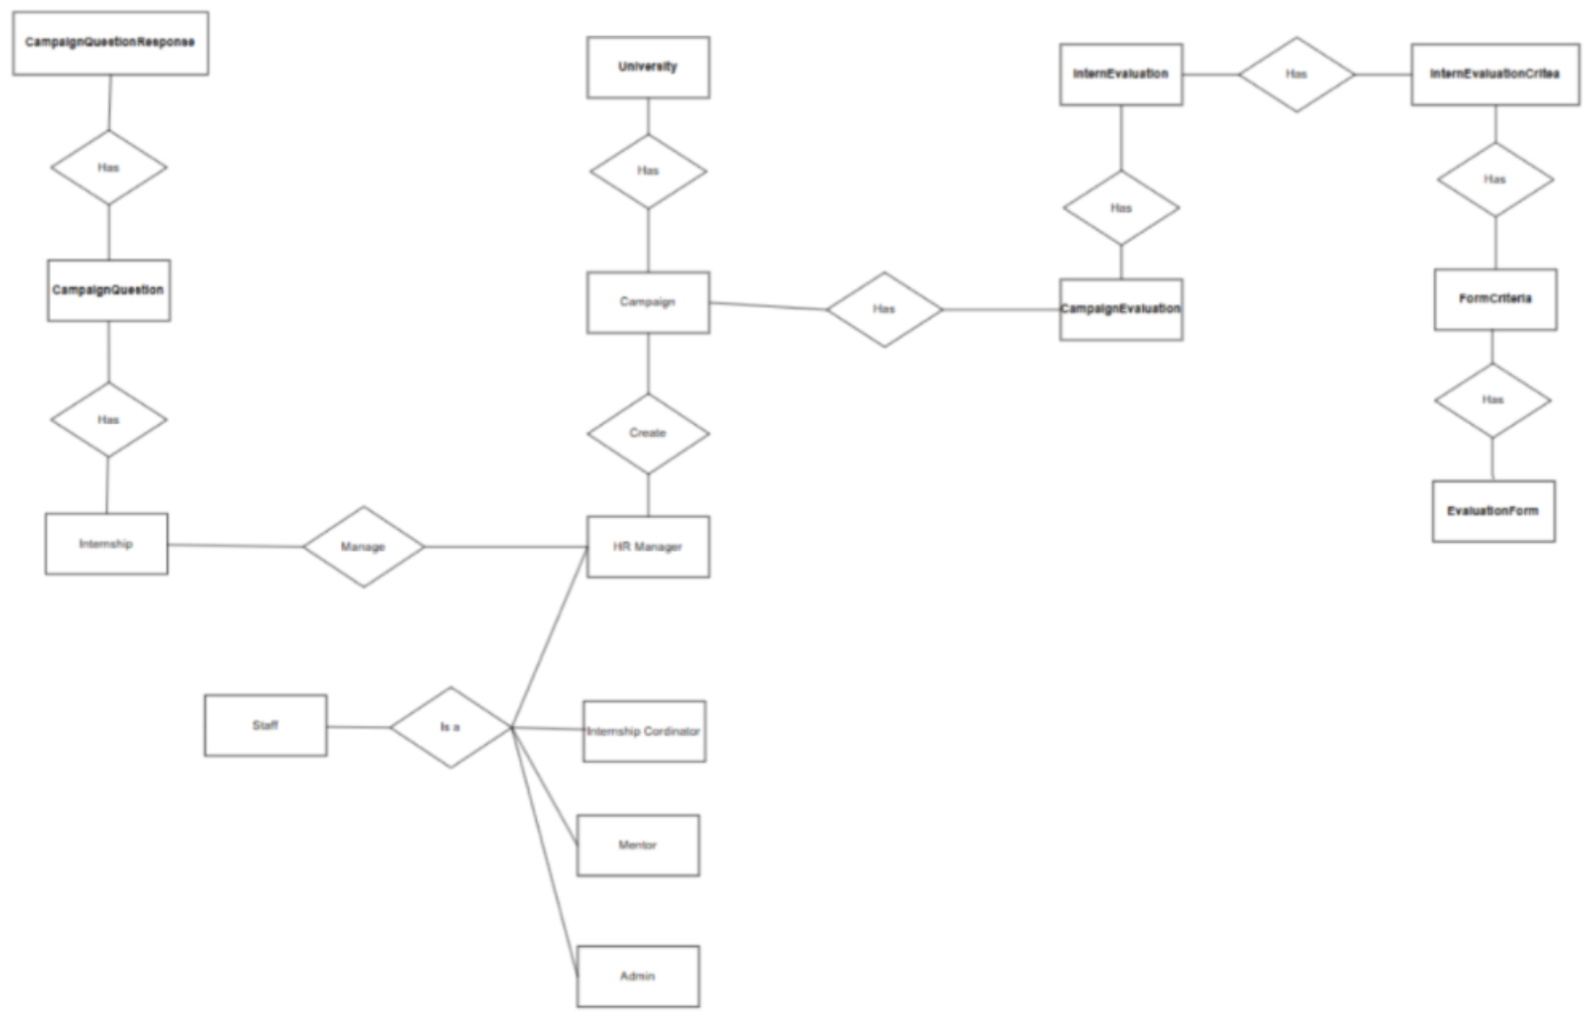 CampaignQuestionResponse
University
InternEvaluation
Has
InternEvaluationCritea
Has
Has
Has
Has
CampaignQuestion
Campaign
Has
CampaignEvaluation
FormCriteria
Has
Create
Has
EvaluationForm
Internship
Manage
HR Manager
Staff
Is a
Internship Cordinator
Mentor
Admin